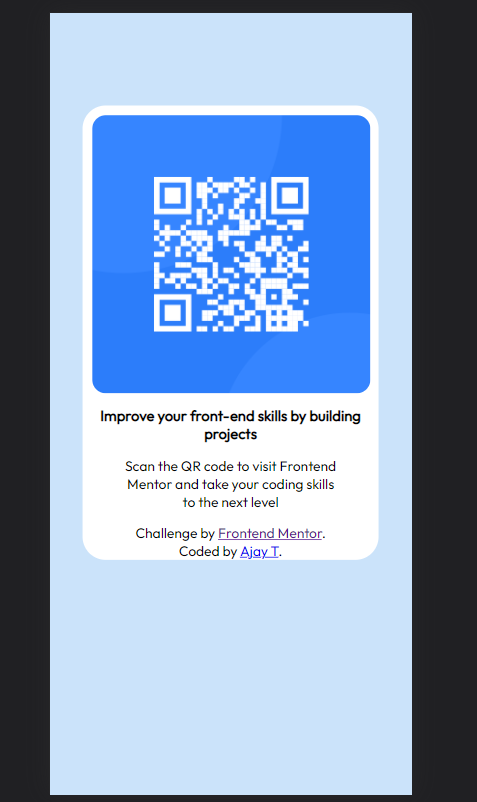 Improve your front-end skills by building
projects
Scan the QR code to visit Frontend
Mentor and take your coding skills
to the next level
Challenge by Frontend Mentor.
Coded by Ajay T.